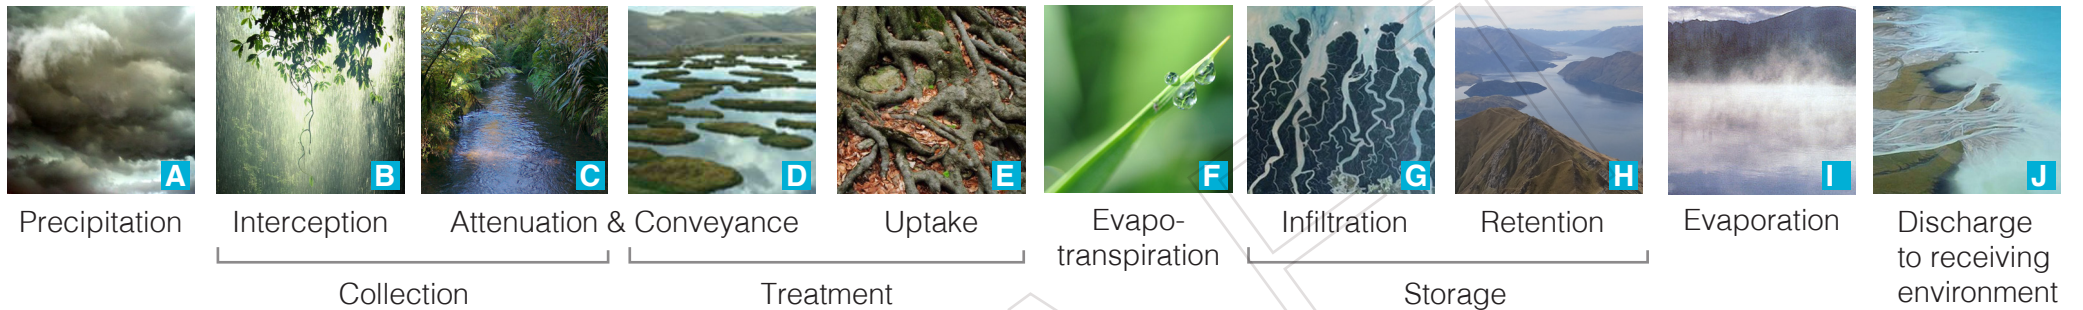 A
B
C
D
E
F
G
H
I
J
Precipitation
Interception
Attenuation & Conveyance
Uptake
Evapo-
transpiration
Infiltration
Retention
Evaporation
Discharge
to receiving
environment
Collection
Treatment
Storage